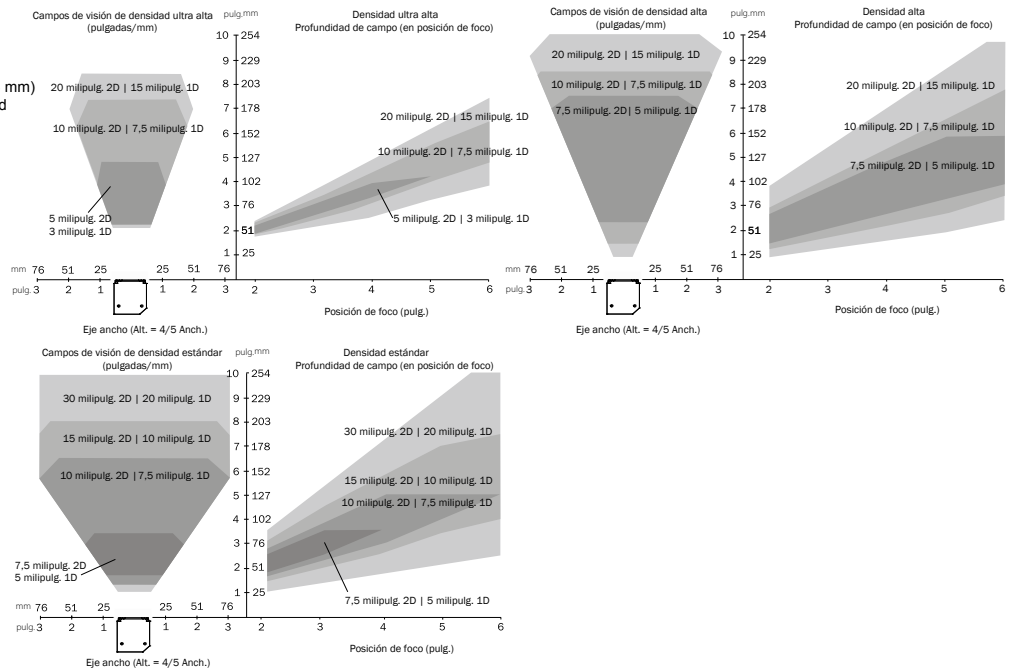 Campos de visión de densidad ultra alta
(pulgadas/mm)
pulg. mm
Densidad ultra alta
Profundidad de campo (en posición de foco)
mm)
d
20 milipulg. 2D | 15 milipulg. 1D
10 milipulg. 2D | 7,5 milipulg. 1D
5 milipulg. 2D
3 milipulg. 1D
10 254
9 229
8 203
7 178
6 152
5 127
4 102
3 76
2 51
1 25
20 milipulg. 2D | 15 milipulg. 1D
10 milipulg. 2D | 7,5 milipulg. 1D
5 milipulg. 2D | 3 milipulg. 1D
mm 76 51 25 25 51 76
pulg. 3 2 1 1 2 3
2 4 5 6
Posición de foco (pulg.)
Eje ancho (Alt. = 4/5 Anch.)
Campos de visión de densidad alta
(pulgadas/mm)
pulg. mm
Densidad alta
Profundidad de campo (en posición de foco)
20 milipulg. 2D | 15 milipulg. 1D
10 milipulg. 2D | 7,5 milipulg. 1D
7,5 milipulg. 2D| 5 milipulg. 1D
10 254
9 229
8 203
7 178
6 152
5 127
4 102
3 76
2 51
1 25
20 milipulg. 2D | 15 milipulg. 1D
10 milipulg. 2D | 7,5 milipulg. 1D
7,5 milipulg. 2D | 5 milipulg. 1D
mm 76 51 25 25 51 76
pulg. 3 2 1 1 2 3
2 3 4 5 6
Posición de foco (pulg.)
Eje ancho (Alt. = 4/5 Anch.)
Campos de visión de densidad estándar
(pulgadas/mm)
pulg. mm
Densidad estándar
Profundidad de campo (en posición de foco)
30 milipulg. 2D | 20 milipulg. 1D
15 milipulg. 2D | 10 milipulg. 1D
10 milipulg. 2D | 7,5 milipulg. 1D
7,5 milipulg. 2D
5 milipulg. 1D
10 254
9 229
8 203
7 178
6 152
5 127
4 102
3 76
2 51
1 25
30 milipulg. 2D | 20 milipulg. 1D
15 milipulg. 2D | 10 milipulg. 1D
10 milipulg. 2D | 7,5 milipulg. 1D
7,5 milipulg. 2D | 5 milipulg. 1D
mm 76 51 25 25 51 76
pulg. 3 2 1 1 2 3
2 3 4 5 6
Posición de foco (pulg.)
Eje ancho (Alt. = 4/5 Anch.)